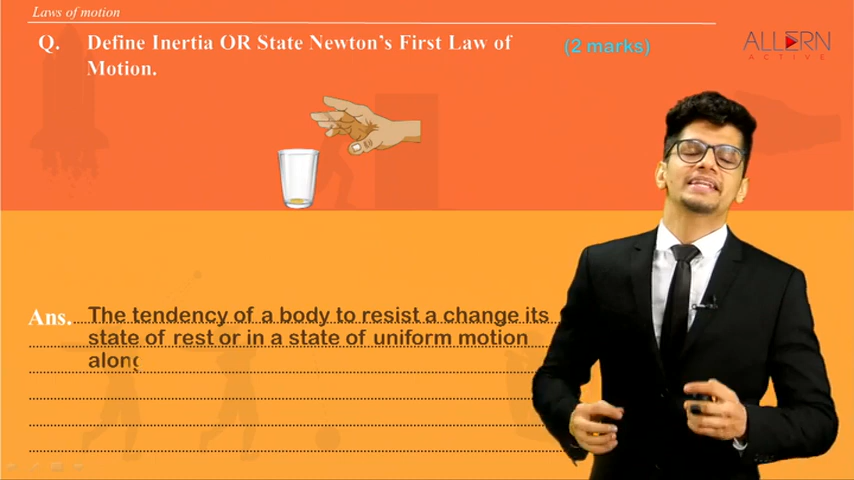 Laws of motion
Q. Define Inertia OR State Newton's First Law of (2 marks)
Motion.
ALLERN
ACTIVE
Ans. The tendency of a body to resist a change its
state of rest or in a state of uniform motion
along